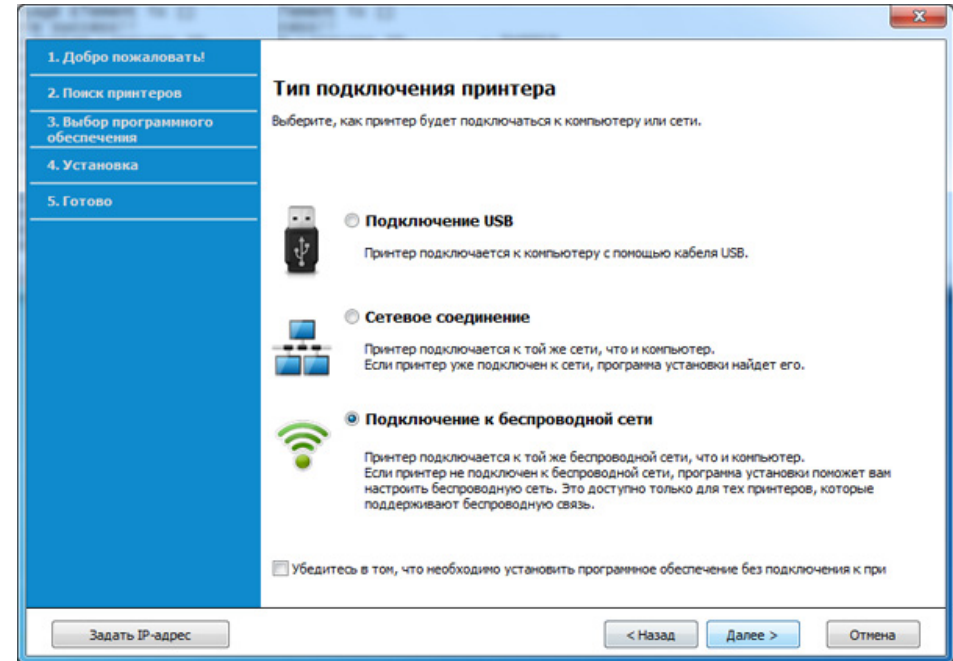 1. Добро пожаловать!
2. Поиск принтеров
3. Выбор программного
обеспечения
4. Установка
5. Готово
Тип подключения принтера
Выберите, как принтер будет подключаться к компьютеру или сети.
Подключение USB
Принтер подключается к компьютеру с помощью кабеля USB.
Сетевое соединение
Принтер подключается к той же сети, что и компьютер.
Если принтер уже подключен к сети, программа установки найдет его.
Подключение к беспроводной сети
Принтер подключается к той же беспроводной сети, что и компьютер.
Если принтер не подключен к беспроводной сети, программа установки поможет вам
настроить беспроводную сеть. Это доступно только для тех принтеров, которые
поддерживают беспроводную связь.
Убедитесь в том, что необходимо установить программное обеспечение без подключения к при
Задать IP-адрес
< Назад
Далее >
Отмена